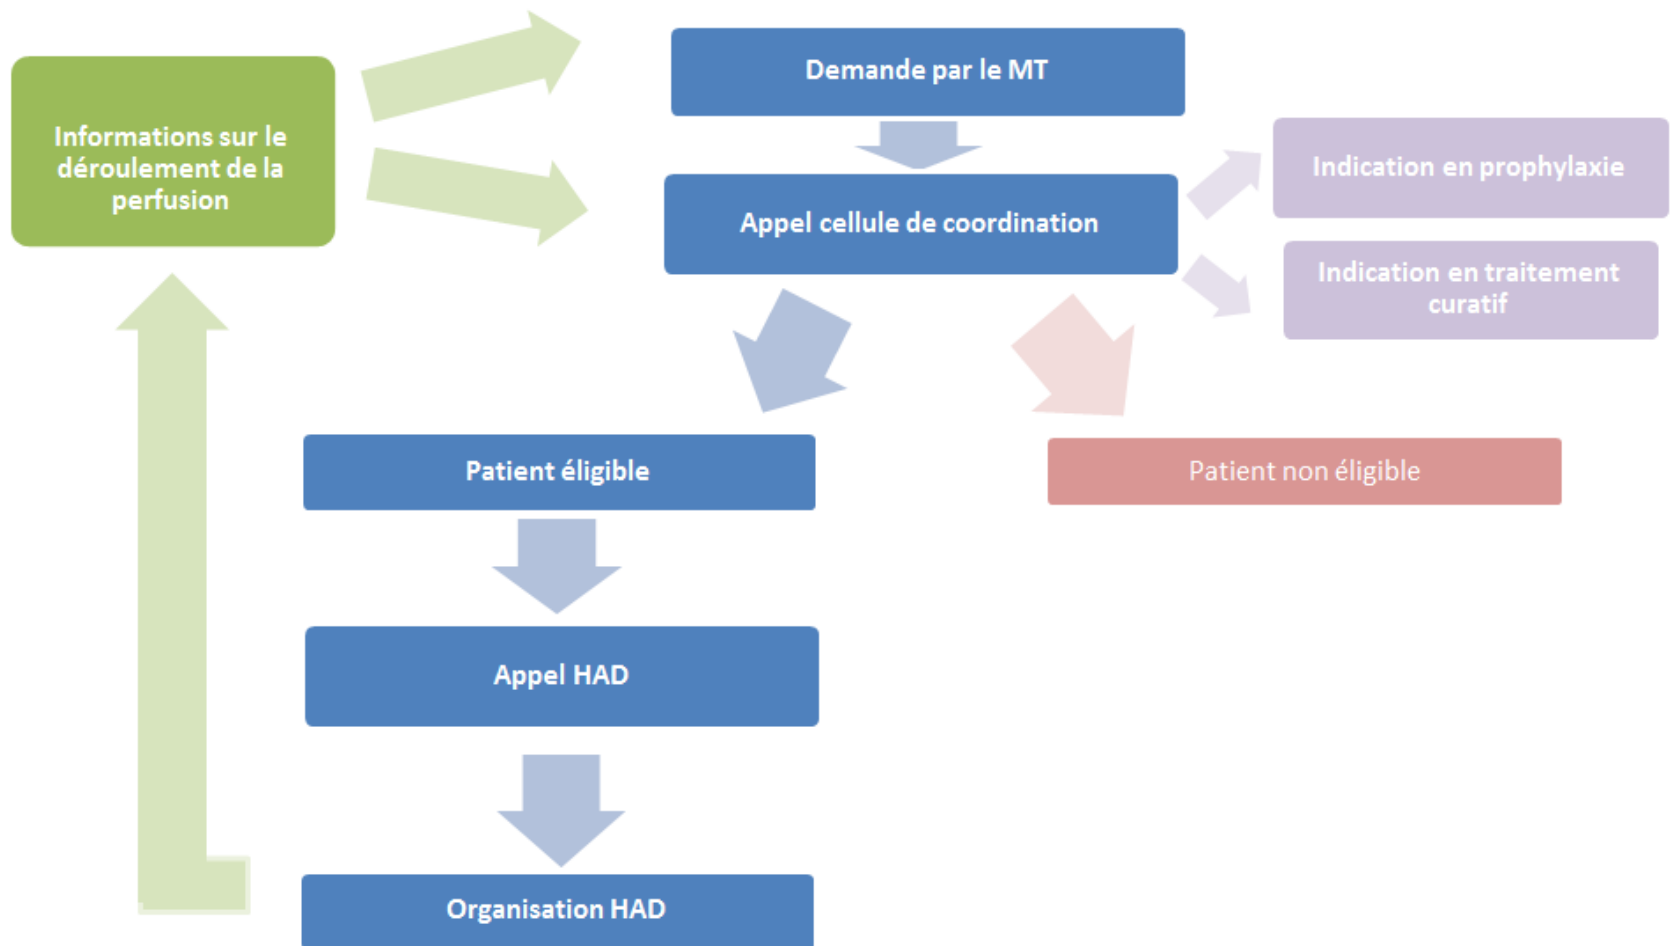 Demande par le MT
Informations sur le
déroulement de la
perfusion
Indication en prophylaxie
Appel cellule de coordination
Indication en traitement
curatif
Patient éligible
Patient non éligible
Appel HAD
Organisation HAD